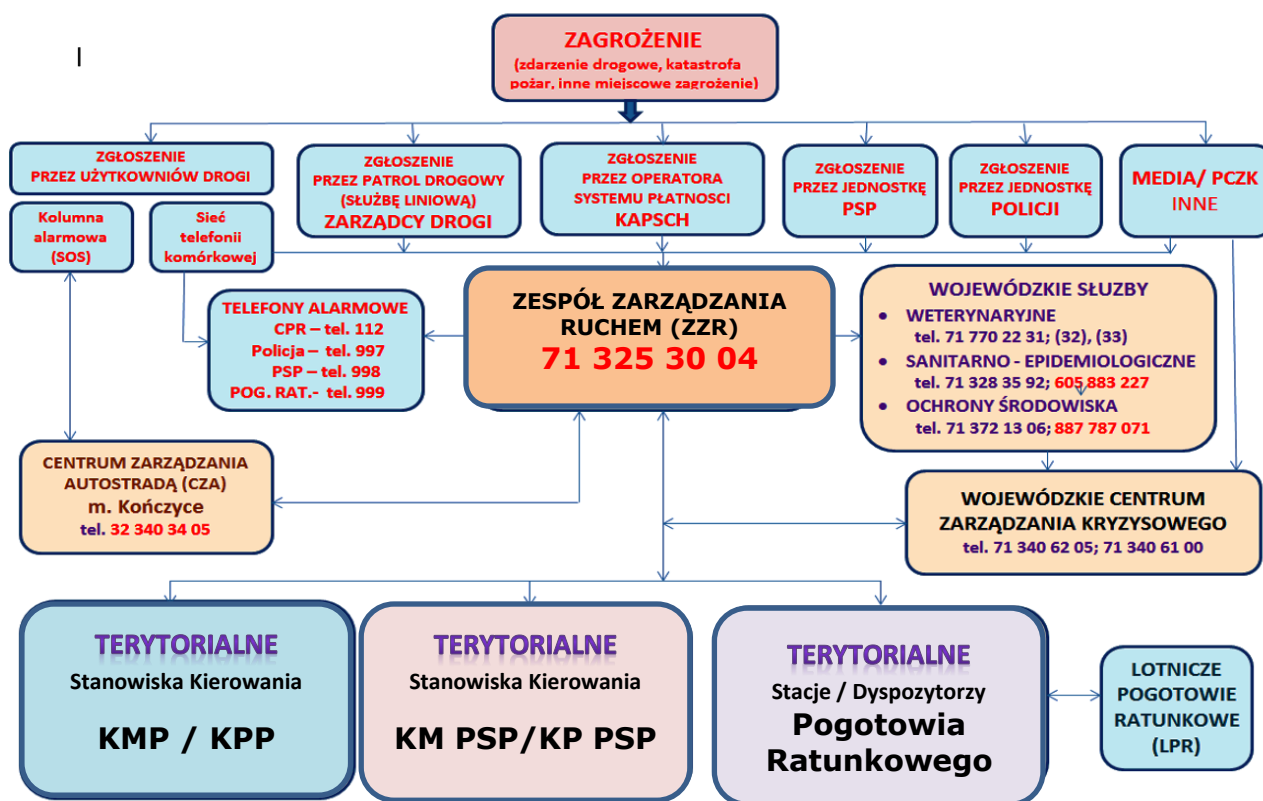 I
ZAGROŻENIE
(zdarzenie drogowe, katastrofa
pożar, inne miejscowe zagrożenie)
ZGŁOSZENIE
PRZEZ UŻYTKOWNIÓW DROGI
Kolumna
alarmowa
(SOS)
Sieć
telefonii
komórkowej
ZGŁOSZENIE
PRZEZ PATROL DROGOWY
(SŁUŻBĘ LINIOWĄ)
ZARZĄDCY DROGI
ZGŁOSZENIE
PRZEZ OPERATORA
SYSTEMU PŁATNOSCI
KAPSCH
ZGŁOSZENIE
PRZEZ JEDNOSTKĘ
PSP
ZGŁOSZENIE
PRZEZ JEDNOSTKĘ
POLICJI
MEDIA/ PCZK
INNE
TELEFONY ALARMOWE
CPR – tel. 112
Policja – tel. 997
PSP – tel. 998
POG. RAT.- tel. 999
ZESPÓŁ ZARZĄDZANIA
RUCHEM (ZZR)
71 325 30 04
WOJEWÓDZKIE SŁUZBY
• WETERYNARYJNE
tel. 71 770 22 31; (32), (33)
• SANITARNO - EPIDEMIOLOGICZNE
tel. 71 328 35 92; 605 883 227
• OCHRONY ŚRODOWISKA
tel. 71 372 13 06; 887 787 071
CENTRUM ZARZĄDZANIA
AUTOSTRADĄ (CZA)
m. Kończyce
tel. 32 340 34 05
WOJEWÓDZKIE CENTRUM
ZARZĄDZANIA KRYZYSOWEGO
tel. 71 340 62 05; 71 340 61 00
TERYTORIALNE
Stanowiska Kierowania
KMP / KPP
TERYTORIALNE
Stanowiska Kierowania
KM PSP/KP PSP
TERYTORIALNE
Stacje / Dyspozytorzy
Pogotowia
Ratunkowego
LOTNICZE
POGOTOWIE
RATUNKOWE
(LPR)